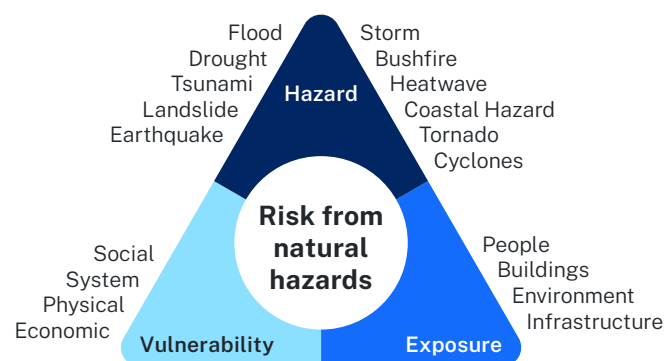 Flood
Drought
Tsunami
Landslide
Earthquake
Storm
Bushfire
Heatwave
Coastal Hazard
Tornado
Cyclones
Hazard
Risk from
natural
hazards
Social
System
Physical
Economic
Vulnerability
People
Buildings
Environment
Infrastructure
Exposure